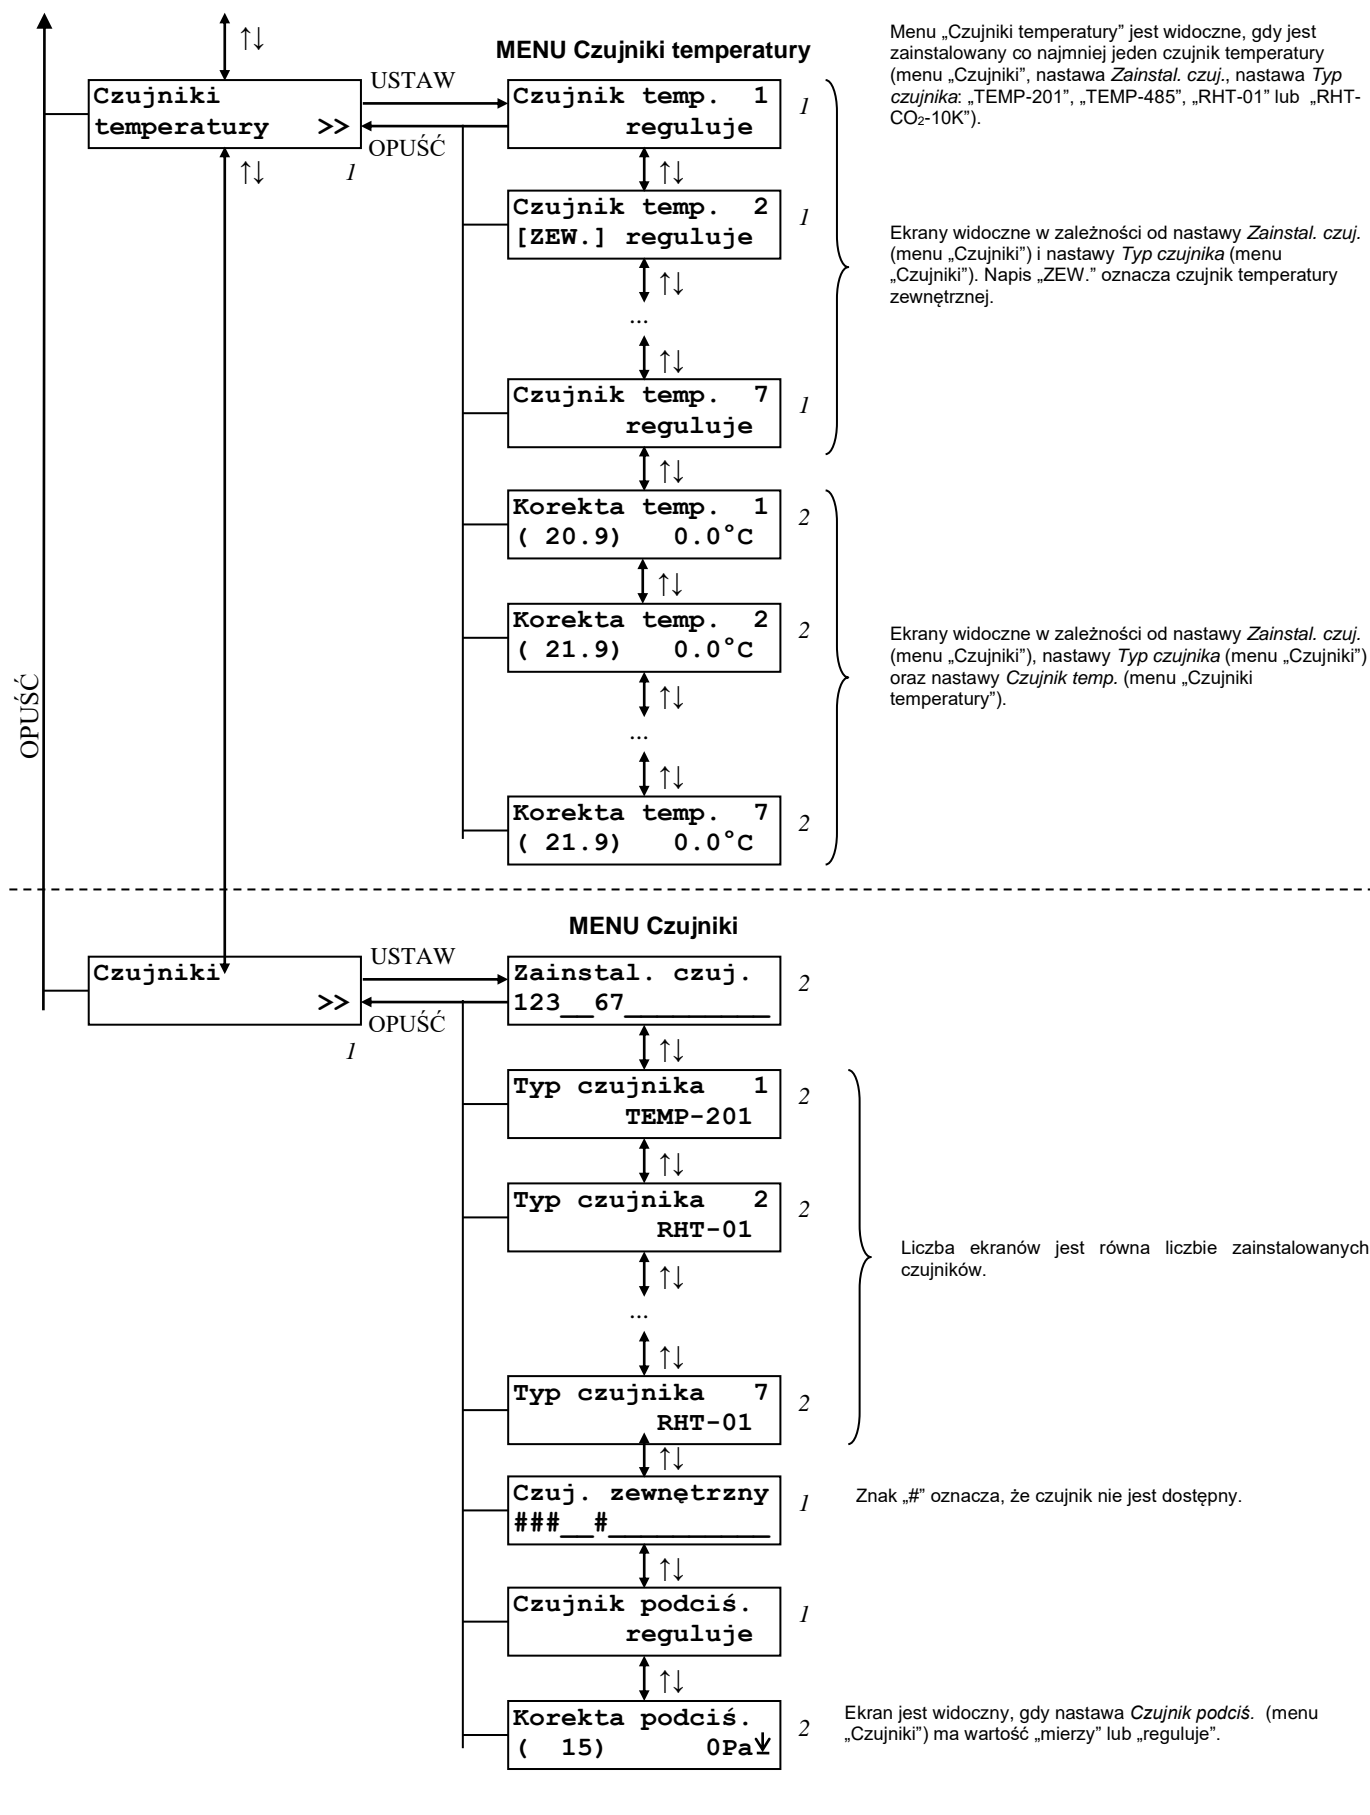 ↑↓
MENU Czujniki temperatury
Menu „Czujniki temperatury” jest widoczne, gdy jest
zainstalowany co najmniej jeden czujnik temperatury
(menu „Czujniki”, nastawa Zainstal. czuj., nastawa Typ
czujnika: „TEMP-201”, „TEMP-485”, „RHT-01” lub „RHT-
CO2-10K”).
Czujniki
temperatury >>
1
USTAW
OPUŚĆ
↑↓
Czujnik temp. 1
reguluje
1
↑↓
Czujnik temp. 2
[ZEW.] reguluje
1
Ekrany widoczne w zależności od nastawy Zainstal. czuj.
(menu „Czujniki”) i nastawy Typ czujnika (menu
„Czujniki”). Napis „ZEW.” oznacza czujnik temperatury
zewnętrznej.
↑↓
...
↑↓
Czujnik temp. 7
reguluje
1
↑↓
Korekta temp. 1
( 20.9) 0.0°C
2
↑↓
Korekta temp. 2
( 21.9) 0.0°C
2
Ekrany widoczne w zależności od nastawy Zainstal. czuj.
(menu „Czujniki”), nastawy Typ czujnika (menu „Czujniki”)
oraz nastawy Czujnik temp. (menu „Czujniki
temperatury”).
↑↓
...
↑↓
Korekta temp. 7
( 21.9) 0.0°C
2
OPUŚĆ
MENU Czujniki
Czujniki
>>
1
USTAW
OPUŚĆ
Zainstal. czuj.
123__67_________
2
↑↓
Typ czujnika 1
TEMP-201
2
↑↓
Typ czujnika 2
RHT-01
2
Liczba ekranów jest równa liczbie zainstalowanych
czujników.
↑↓
...
↑↓
Typ czujnika 7
RHT-01
2
↑↓
Czuj. zewnętrzny
###__#__________
1
Znak „#” oznacza, że czujnik nie jest dostępny.
↑↓
Czujnik podciś.
reguluje
1
↑↓
Korekta podciś.
( 15) 0Pa
2
Ekran jest widoczny, gdy nastawa Czujnik podciś. (menu
„Czujniki”) ma wartość „mierzy” lub „reguluje”.